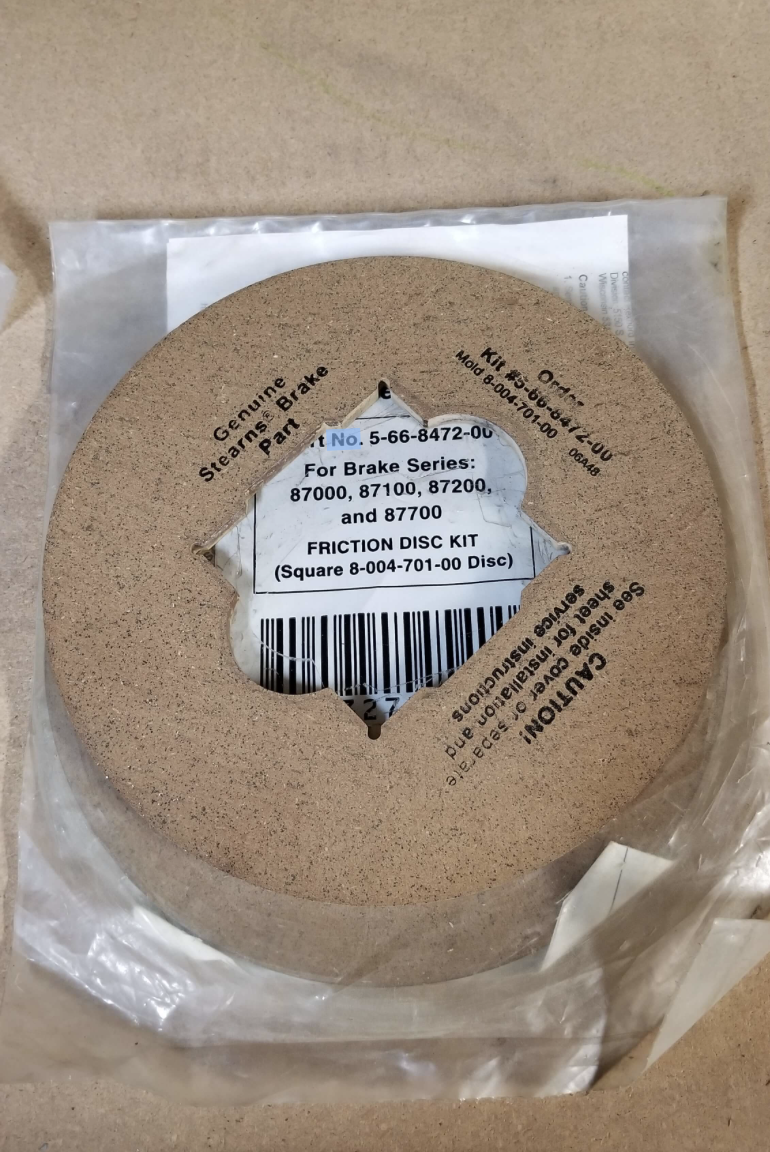 Genuine
Stearns® Brake
Part
Order
Kit #5-66-8472-00
Mold 8-004-701-00
06A48
No. 5-66-8472-00
For Brake Series:
87000, 87100, 87200,
and 87700
FRICTION DISC KIT
(Square 8-004-701-00 Disc)
27
CAUTION!
See inside cover or separate
sheet for installation and
service instructions